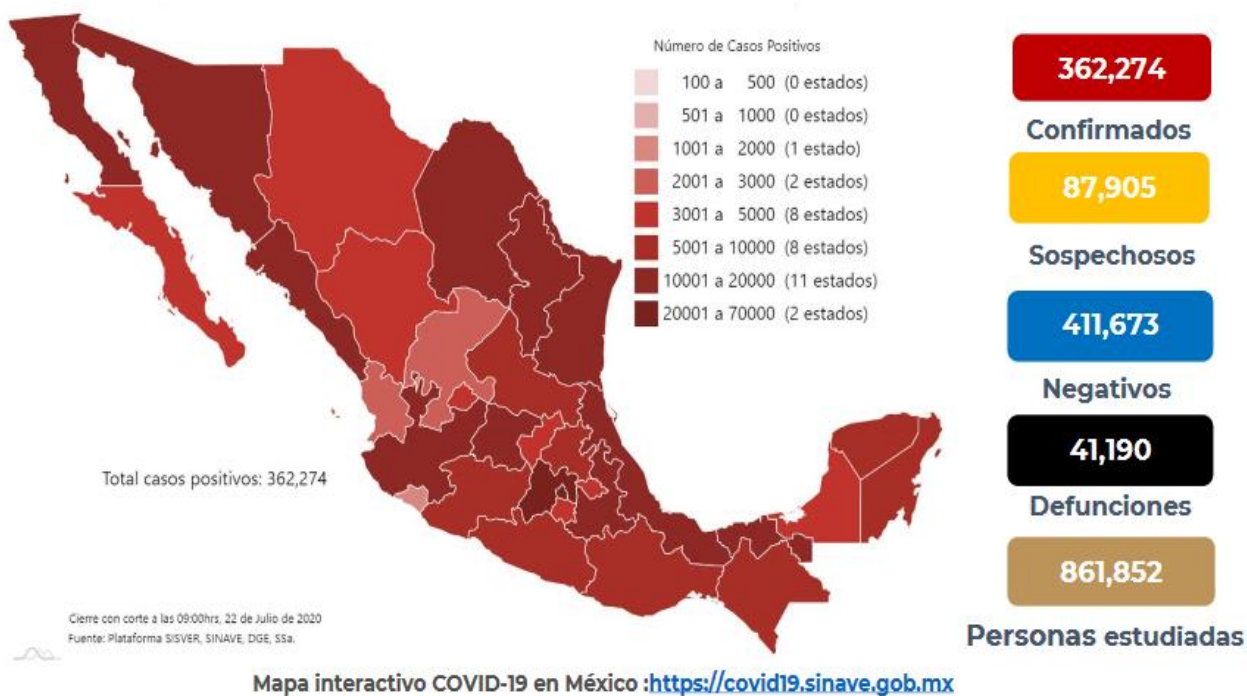 Número de Casos Positivos
100 a 500 (0 estados)
501 a 1000 (0 estados)
1001 a 2000 (1 estado)
2001 a 3000 (2 estados)
3001 a 5000 (8 estados)
5001 a 10000 (8 estados)
10001 a 20000 (11 estados)
20001 a 70000 (2 estados)
362,274
Confirmados
87,905
Sospechosos
411,673
Negativos
41,190
Defunciones
861,852
Personas estudiadas
Total casos positivos: 362,274
Cierre con corte a las 09:00hrs, 22 de Julio de 2020
Fuente: Plataforma SISVER, SINAVE, DGE, SSa.
Mapa interactivo COVID-19 en México :https://covid19.sinave.gob.mx